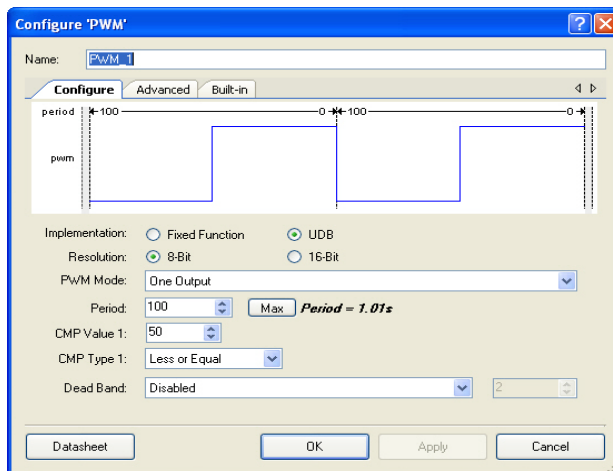 Configure 'PWM'
Name: PWM_1
Configure Advanced Built-in
period 100 0 100 0
pwm
Implementation: Fixed Function UDB
Resolution: 8-Bit 16-Bit
PWM Mode: One Output
Period: 100 Max Period = 1.01s
CMP Value 1: 50
CMP Type 1: Less or Equal
Dead Band: Disabled 2
Datasheet OK Apply Cancel